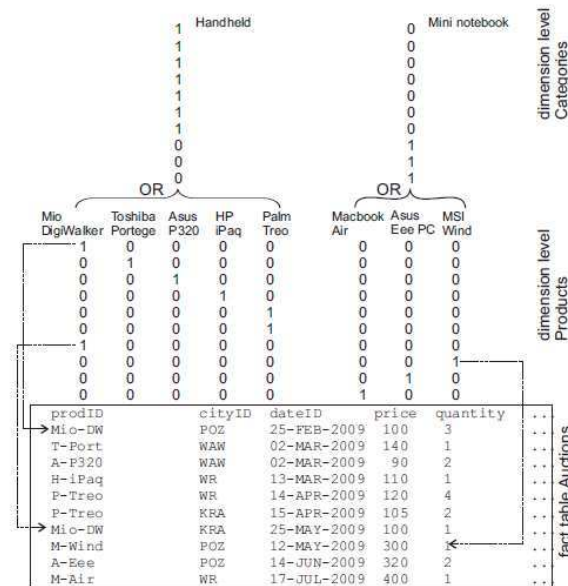 Handheld Mini notebook
1 0
1 0
1 0
1 0
1 0
1 0
1 0
0 1
0 1
0 1
dimension level
Categories
OR OR
Mio
DigiWalker
Toshiba
Portege
Asus
P320
HP
iPaq
Palm
Treo
Macbook
Air
Asus
Eee PC
MSI
Wind
1 0 0 0 0 0 0 0
0 1 0 0 0 0 0 0
0 0 1 0 0 0 0 0
0 0 0 1 0 0 0 0
0 0 0 0 1 0 0 0
0 0 0 0 1 0 0 0
1 0 0 0 0 0 0 0
0 0 0 0 0 0 0 1
0 0 0 0 0 0 1 0
0 0 0 0 0 1 0 0
dimension level
Products
prodID cityID dateID price quantity ...
Mio-DW POZ 25-FEB-2009 100 3 ...
T-Port WAW 02-MAR-2009 140 1 ...
A-P320 WAW 02-MAR-2009 90 2 ...
H-iPaq WR 13-MAR-2009 110 1 ...
P-Treo WR 14-APR-2009 120 4 ...
P-Treo KRA 15-APR-2009 105 2 ...
Mio-DW KRA 25-MAY-2009 100 1 ...
M-Wind POZ 12-MAY-2009 300 1 ...
A-Eee POZ 14-JUN-2009 320 2 ...
M-Air WR 17-JUL-2009 400 1 ...
fact table Auctions